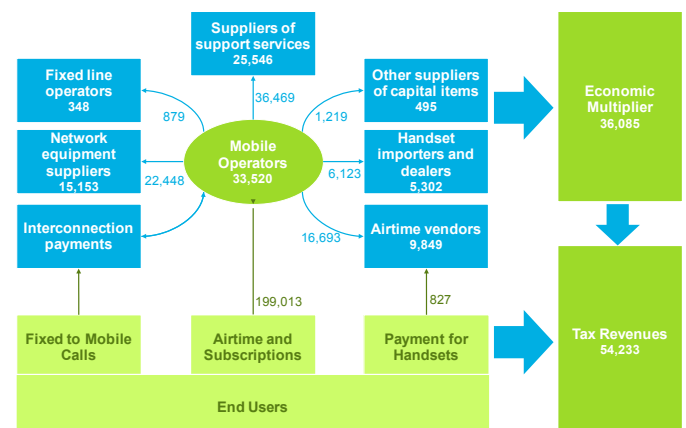 Suppliers of
support services
25,546
Fixed line
operators
348
Other suppliers
of capital items
495
Economic
Multiplier
36,085
879
36,469
1,219
Network
equipment
suppliers
15,153
22,448
Mobile
Operators
33,520
6,123
Handset
importers and
dealers
5,302
Interconnection
payments
16,693
Airtime vendors
9,849
199,013
827
Fixed to Mobile
Calls
Airtime and
Subscriptions
Payment for
Handsets
Tax Revenues
54,233
End Users